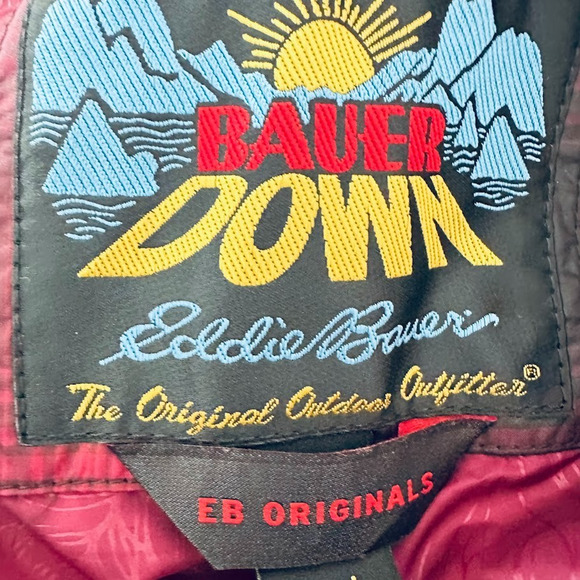 BAUER
DOWN
Eddie Bauer
The Original Outdoor Outfitter®
EB ORIGINALS